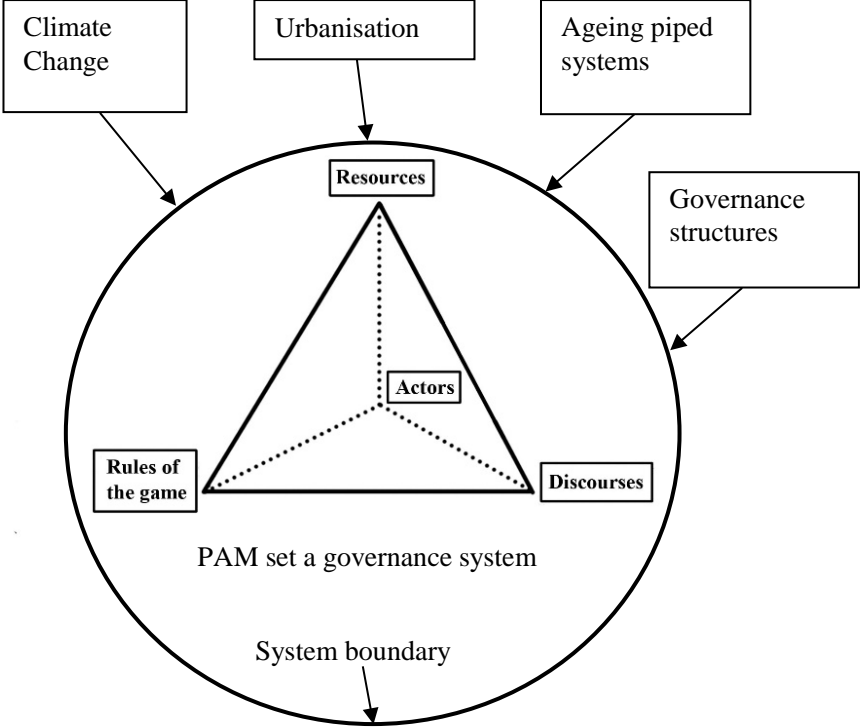 Climate
Change
Urbanisation
Ageing piped
systems
Governance
structures
Resources
Actors
Rules of
the game
Discourses
PAM set a governance system
System boundary